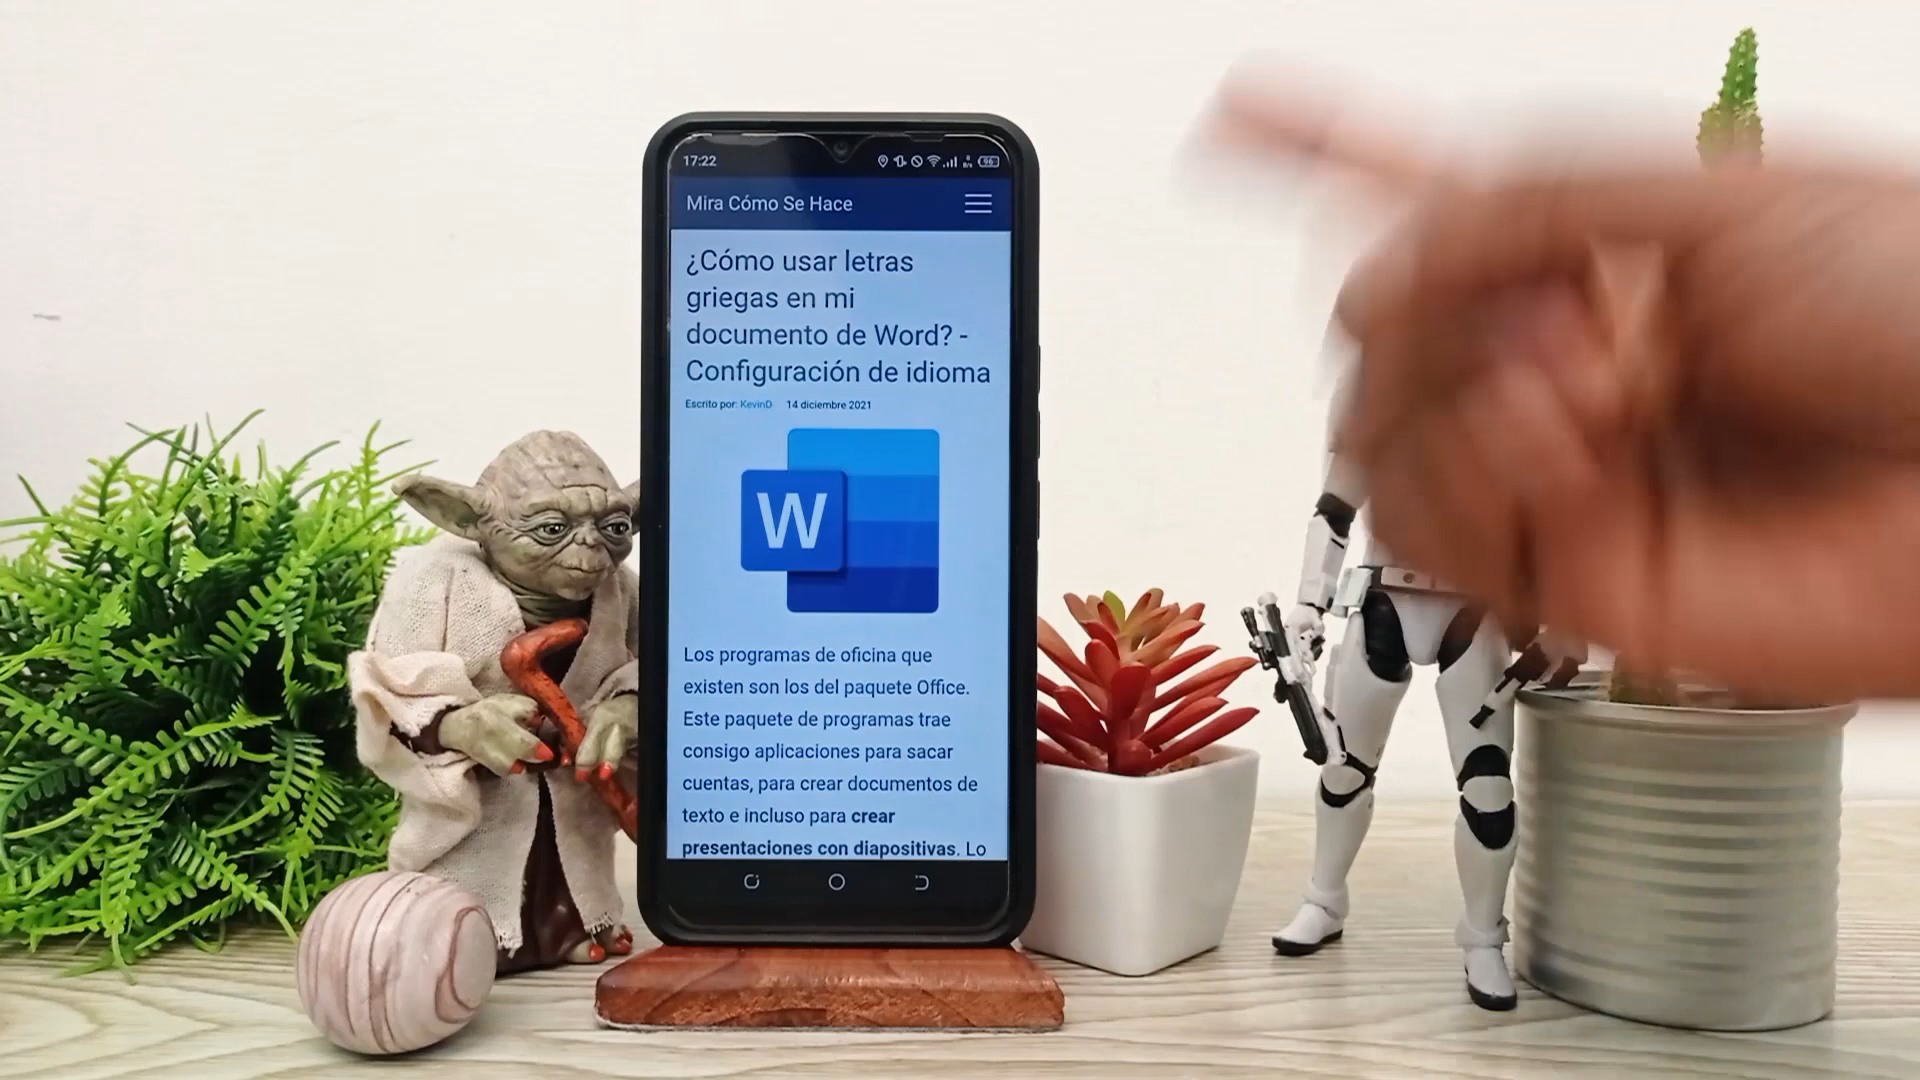 17:22
96
Mira Cómo Se Hace
¿Cómo usar letras
griegas en mi
documento de Word? -
Configuración de idioma
Escrito por: KevinD 14 diciembre 2021
W
Los programas de oficina que
existen son los del paquete Office.
Este paquete de programas trae
consigo aplicaciones para sacar
cuentas, para crear documentos de
texto e incluso para crear
presentaciones con diapositivas. Lo